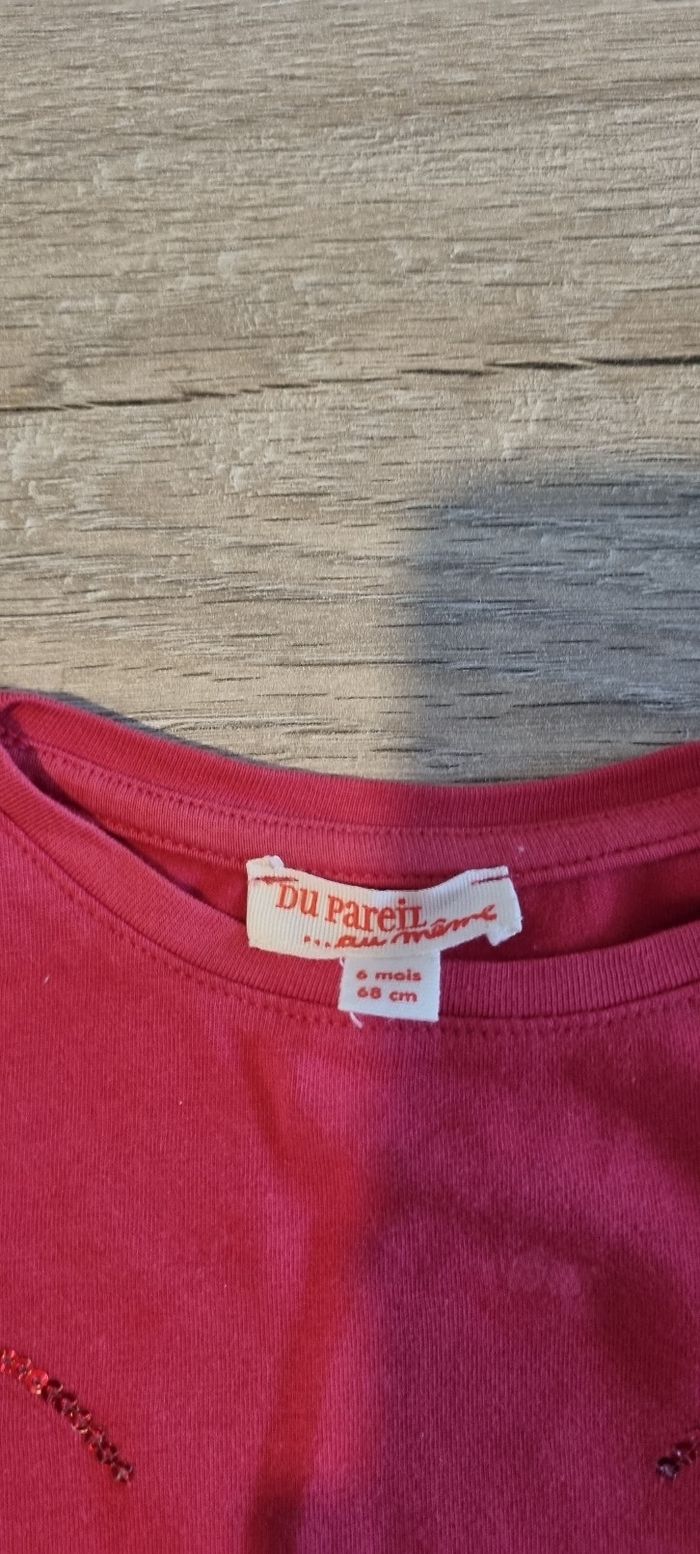 Du Pareil
...au même
6 mois
68 cm